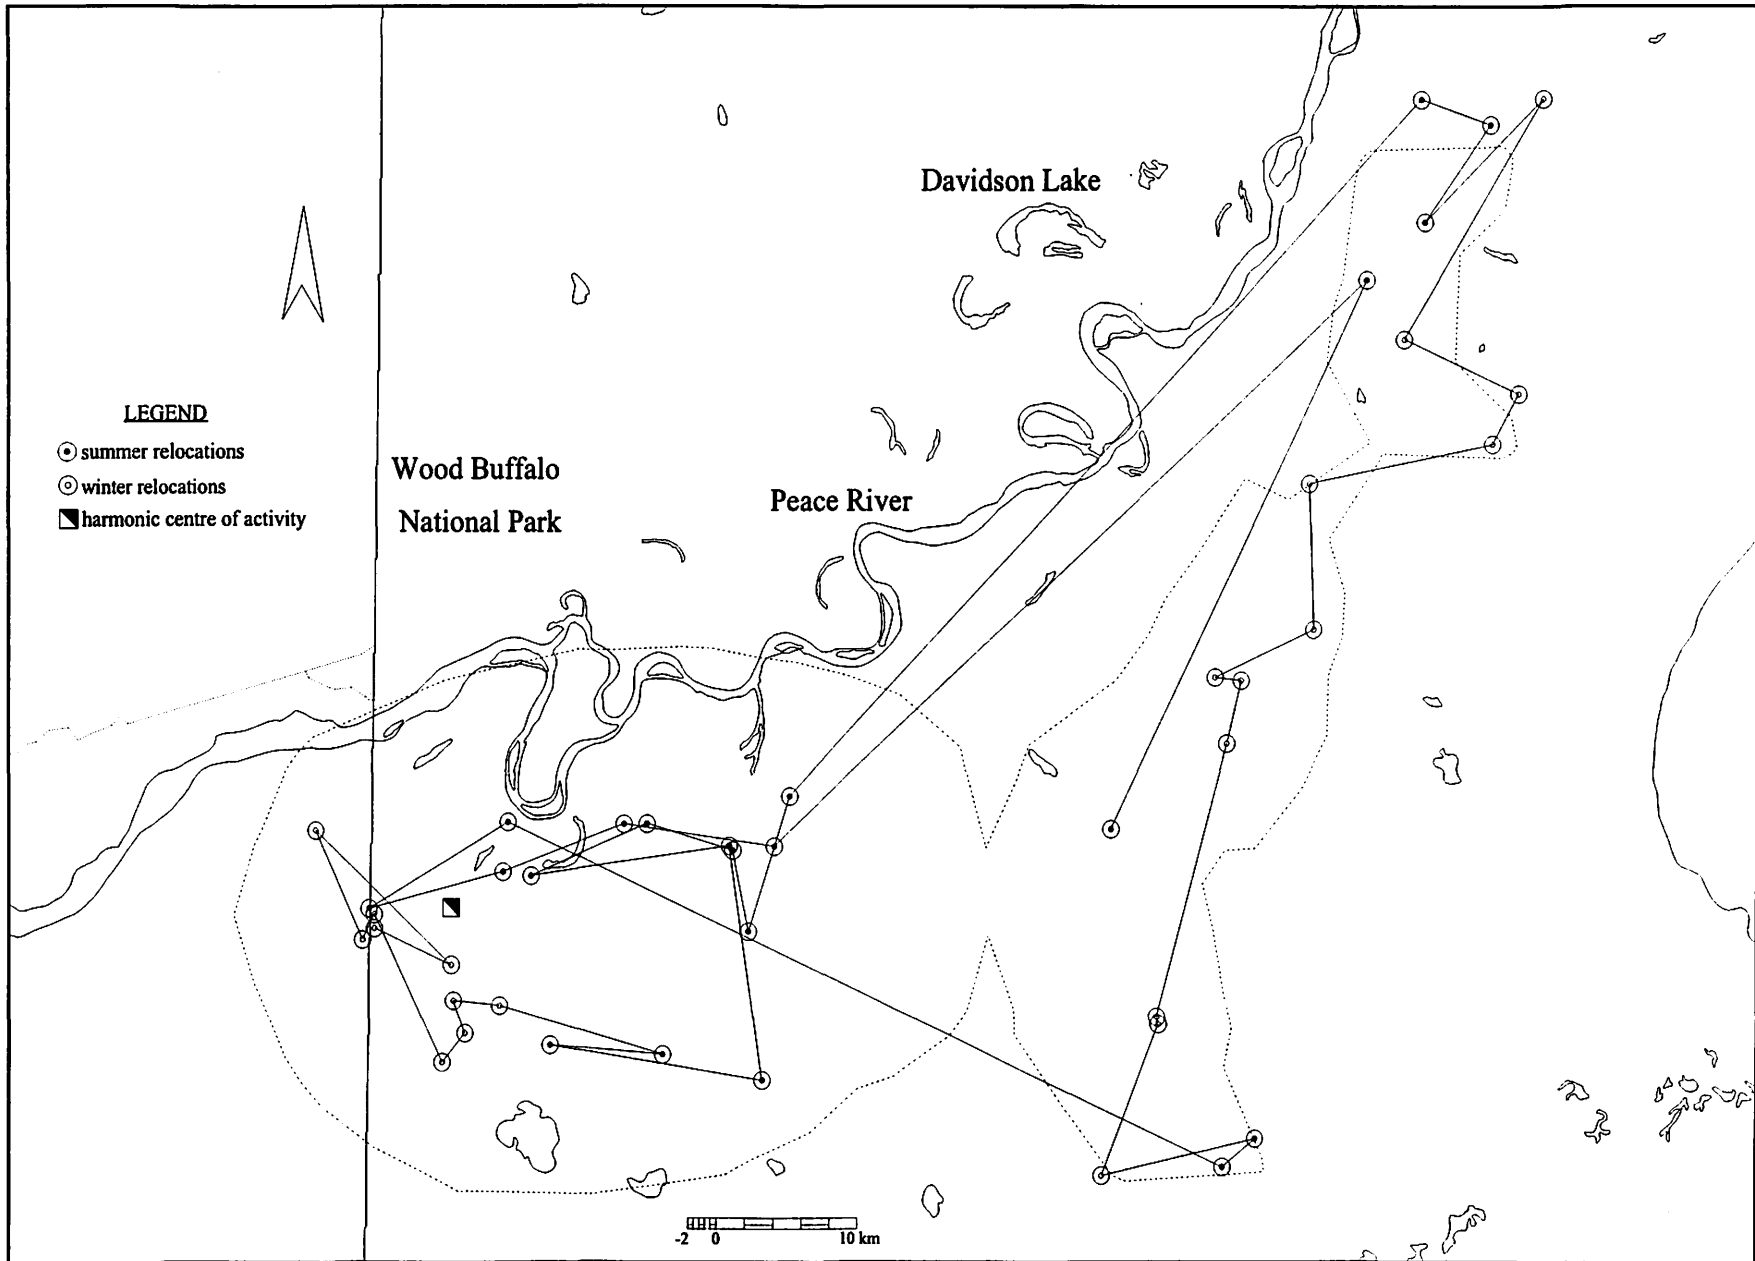 Davidson Lake
LEGEND
summer relocations
winter relocations
harmonic centre of activity
Wood Buffalo
National Park
Peace River
-2 0 10 km